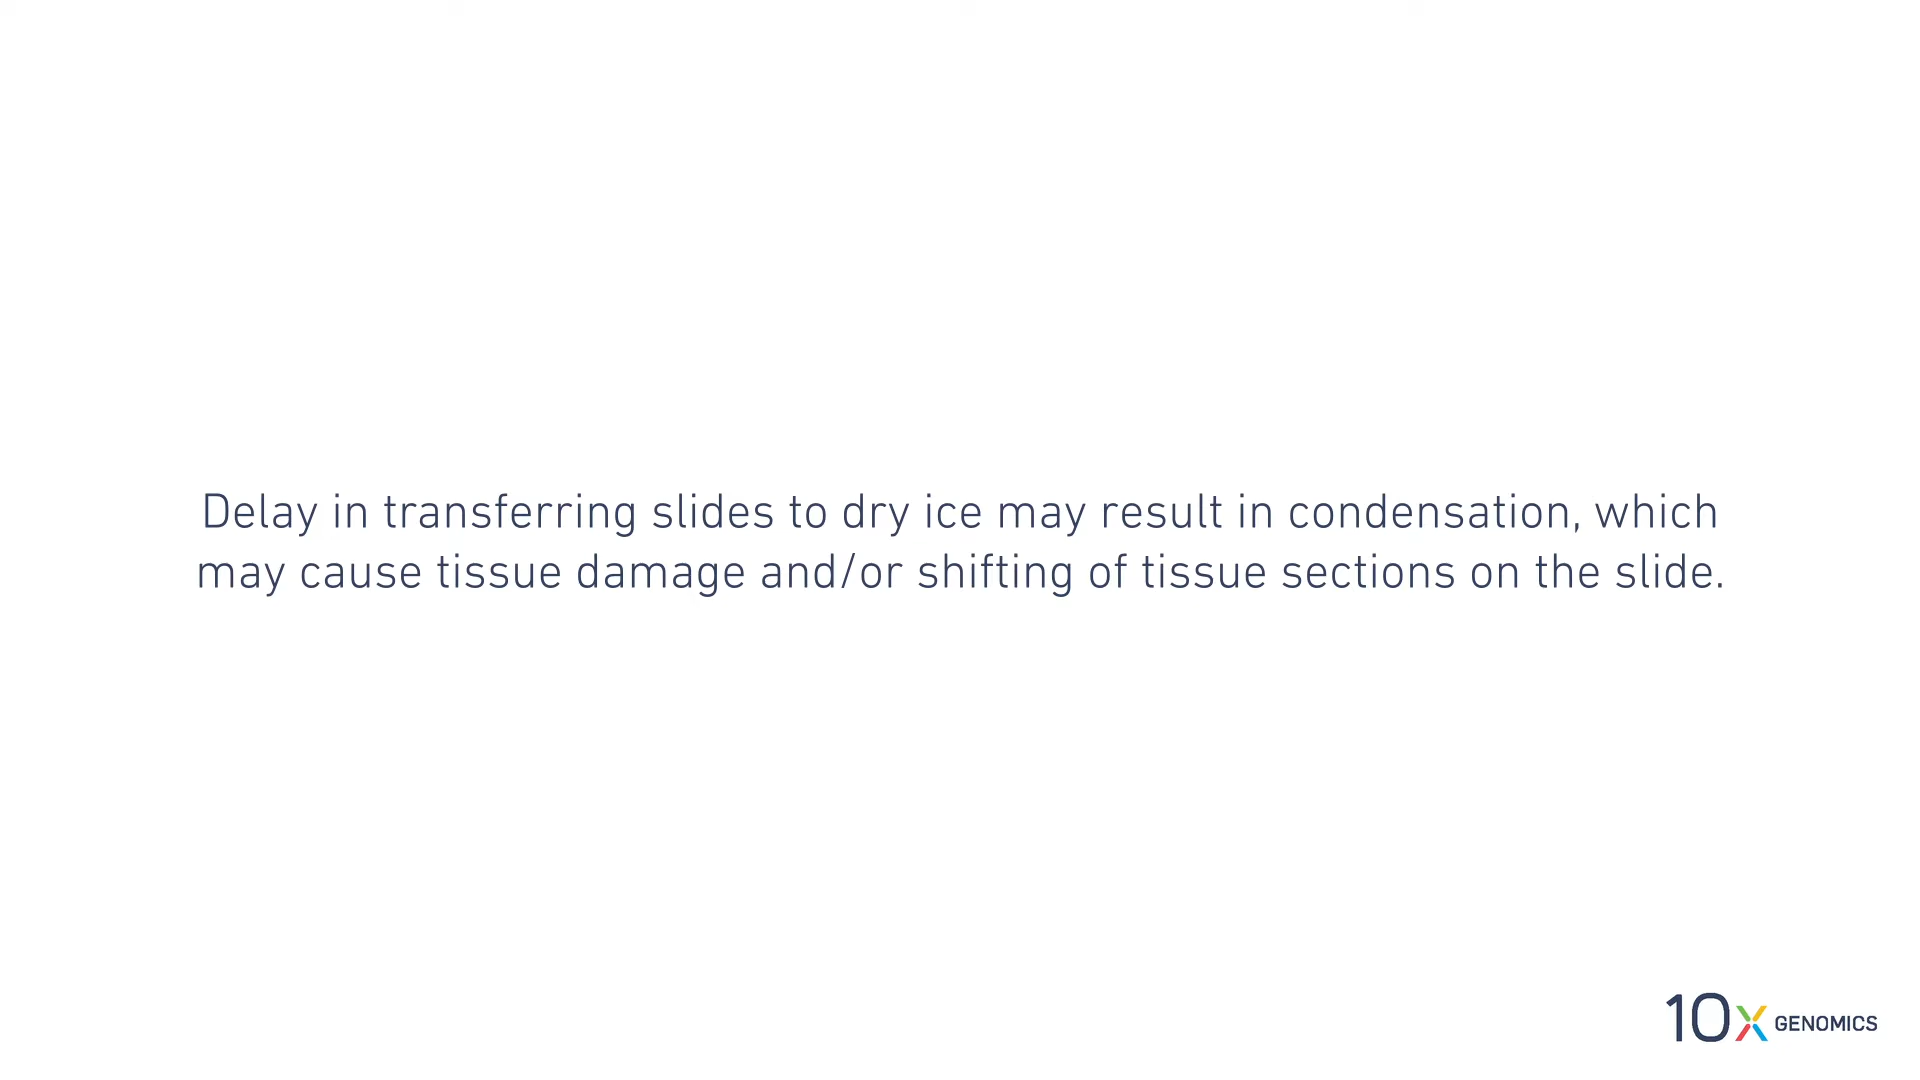 Delay in transferring slides to dry ice may result in condensation, which
may cause tissue damage and/or shifting of tissue sections on the slide.
10x GENOMICS